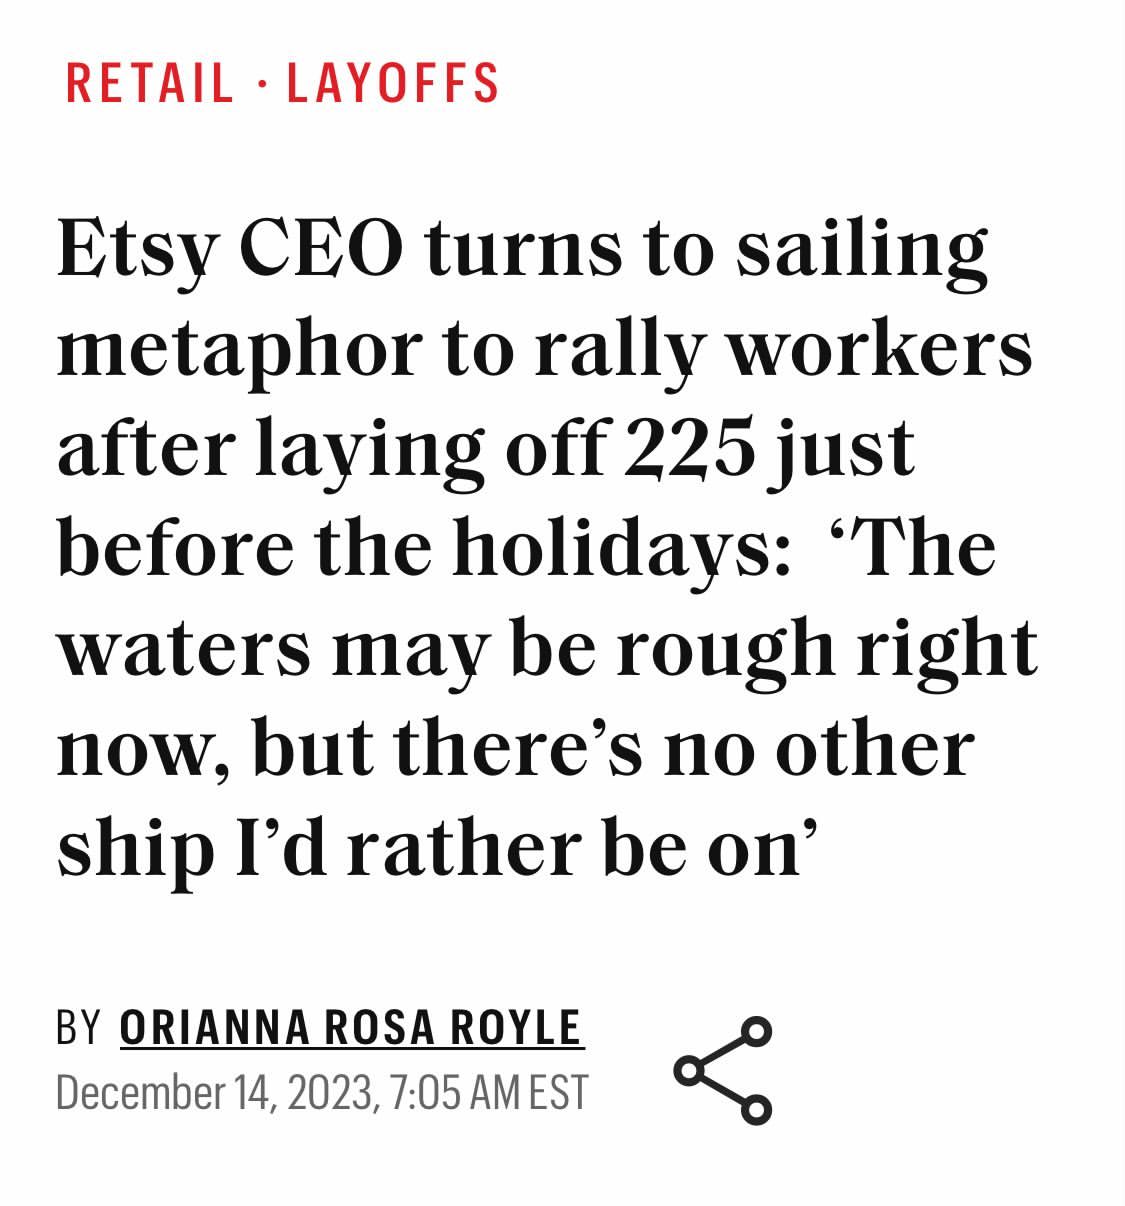 RETAIL · LAYOFFS
Etsy CEO turns to sailing
metaphor to rally workers
after laying off 225 just
before the holidays:  ‘The
waters may be rough right
now, but there’s no other
ship I’d rather be on’
BY ORIANNA ROSA ROYLE
December 14, 2023, 7:05 AM EST